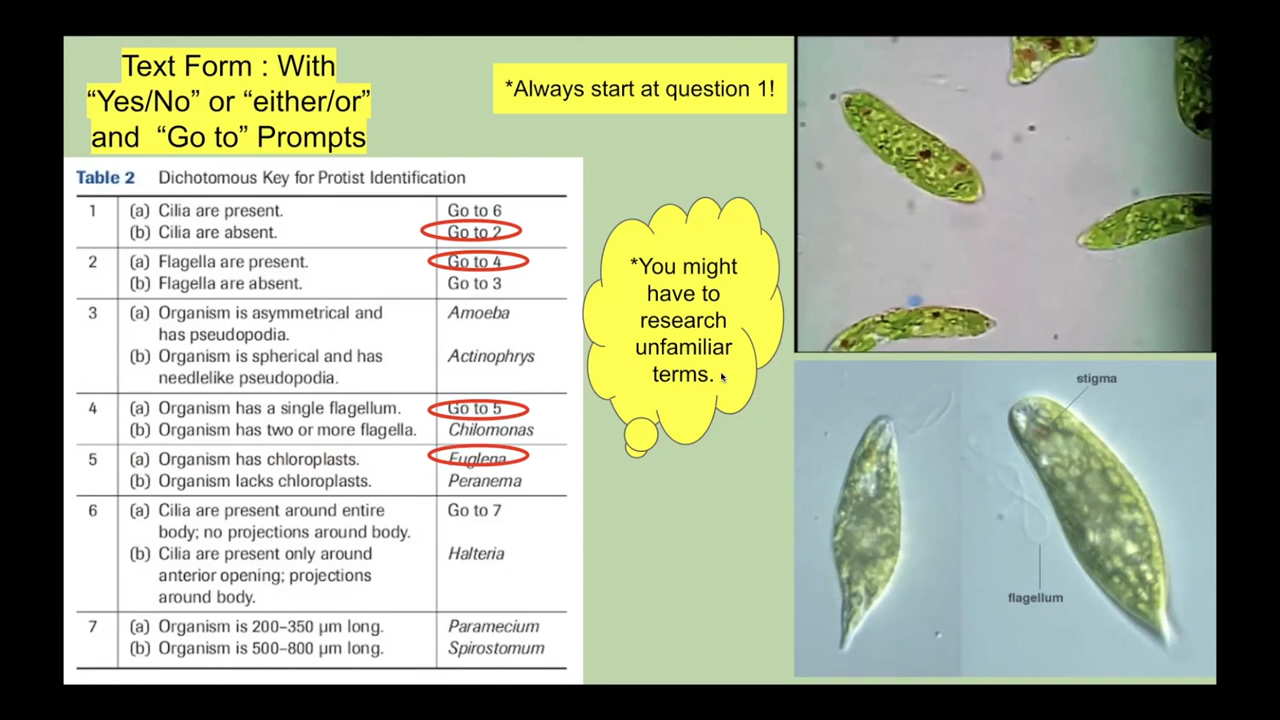 Text Form : With
“Yes/No” or “either/or”
and “Go to” Prompts
*Always start at question 1!
Table 2 Dichotomous Key for Protist Identification
1 (a) Cilia are present. Go to 6
(b) Cilia are absent. Go to 2
2 (a) Flagella are present. Go to 4
(b) Flagella are absent. Go to 3
3 (a) Organism is asymmetrical and Amoeba
has pseudopodia.
(b) Organism is spherical and has Actinophrys
needlelike pseudopodia.
4 (a) Organism has a single flagellum. Go to 5
(b) Organism has two or more flagella. Chilomonas
5 (a) Organism has chloroplasts. Euglena
(b) Organism lacks chloroplasts. Peranema
6 (a) Cilia are present around entire Go to 7
body; no projections around body.
(b) Cilia are present only around Halteria
anterior opening; projections
around body.
7 (a) Organism is 200–350 µm long. Paramecium
(b) Organism is 500–800 µm long. Spirostomum
*You might
have to
research
unfamiliar
terms.
stigma
flagellum